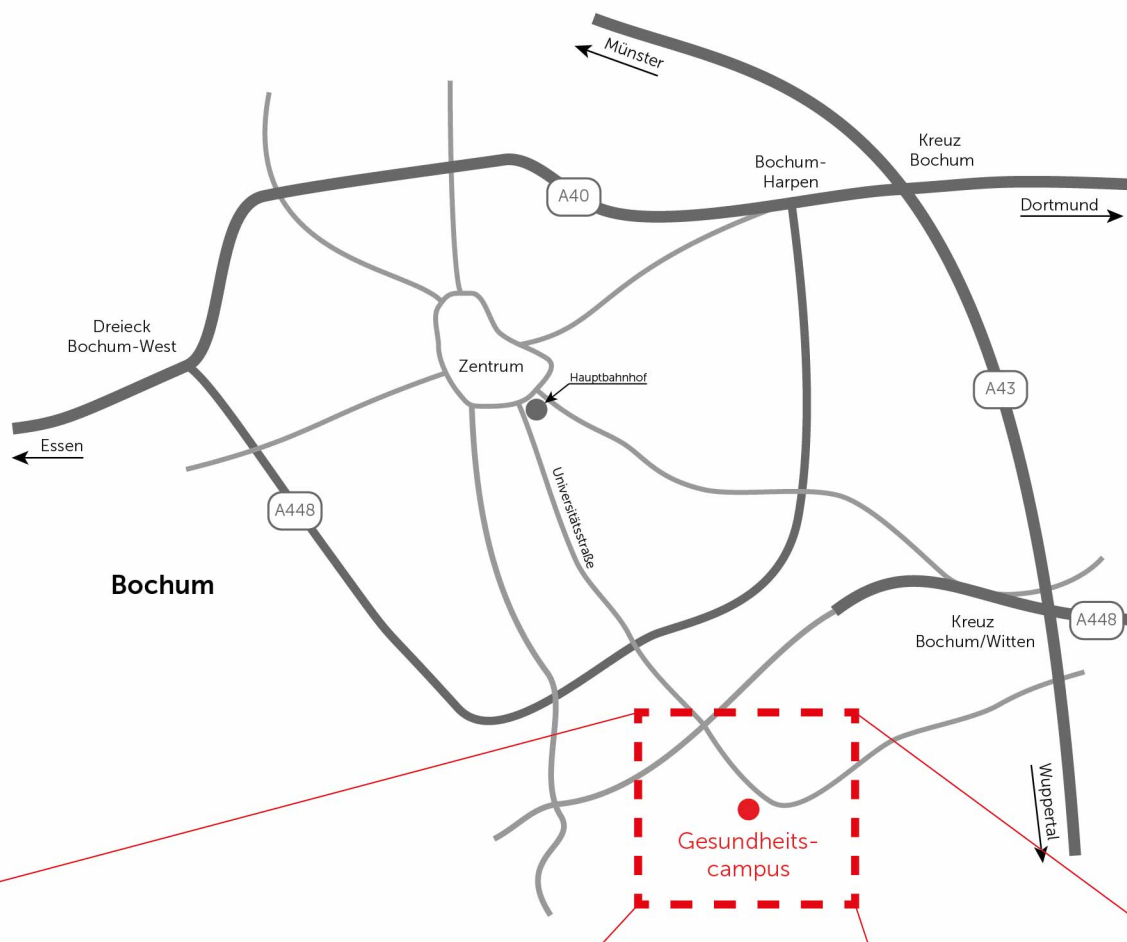 Münster
Kreuz
Bochum
Bochum-
Harpen
A40
Dortmund
Dreieck
Bochum-West
Zentrum
Hauptbahnhof
A43
Essen
A448
Universitätsstraße
Bochum
Kreuz
Bochum/Witten
A448
Wuppertal
Gesundheits-
campus